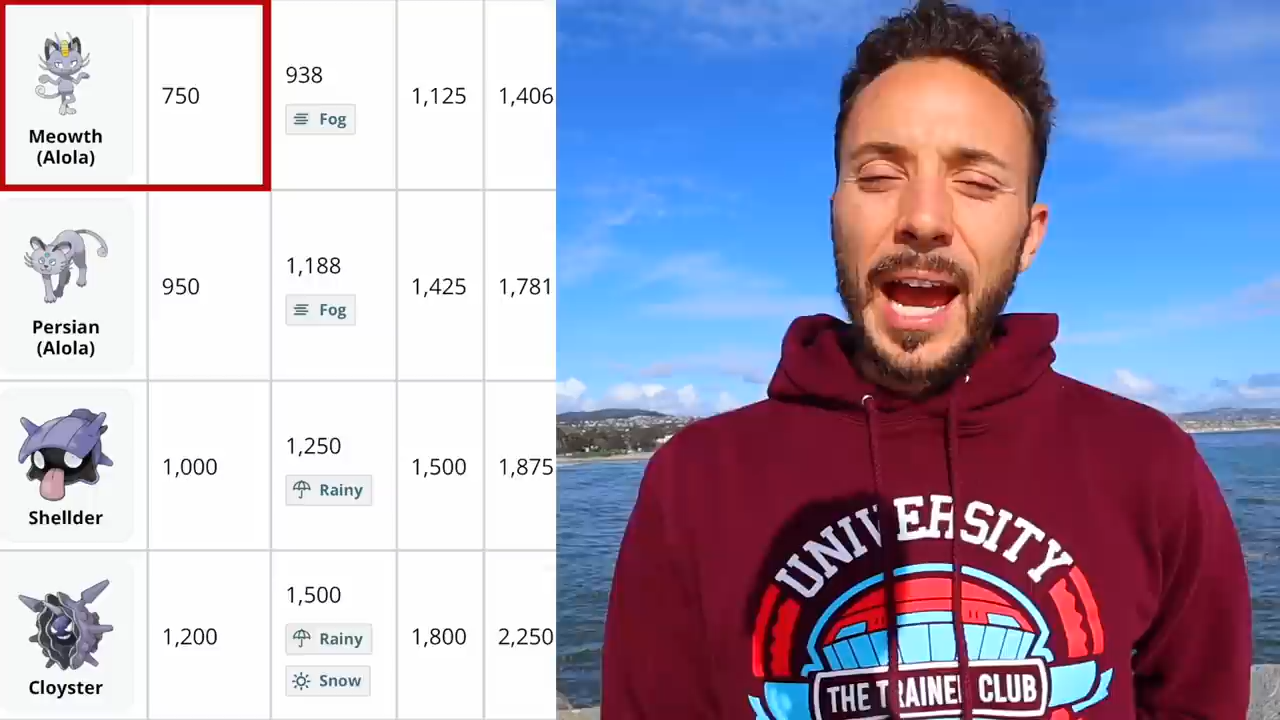 750
938
Fog
1,125
1,406
Meowth
(Alola)
950
1,188
Fog
1,425
1,781
Persian
(Alola)
1,000
1,250
Rainy
1,500
1,875
Shellder
1,200
1,500
Rainy
Snow
1,800
2,250
Cloyster
UNIVERSITY
THE TRAINER CLUB